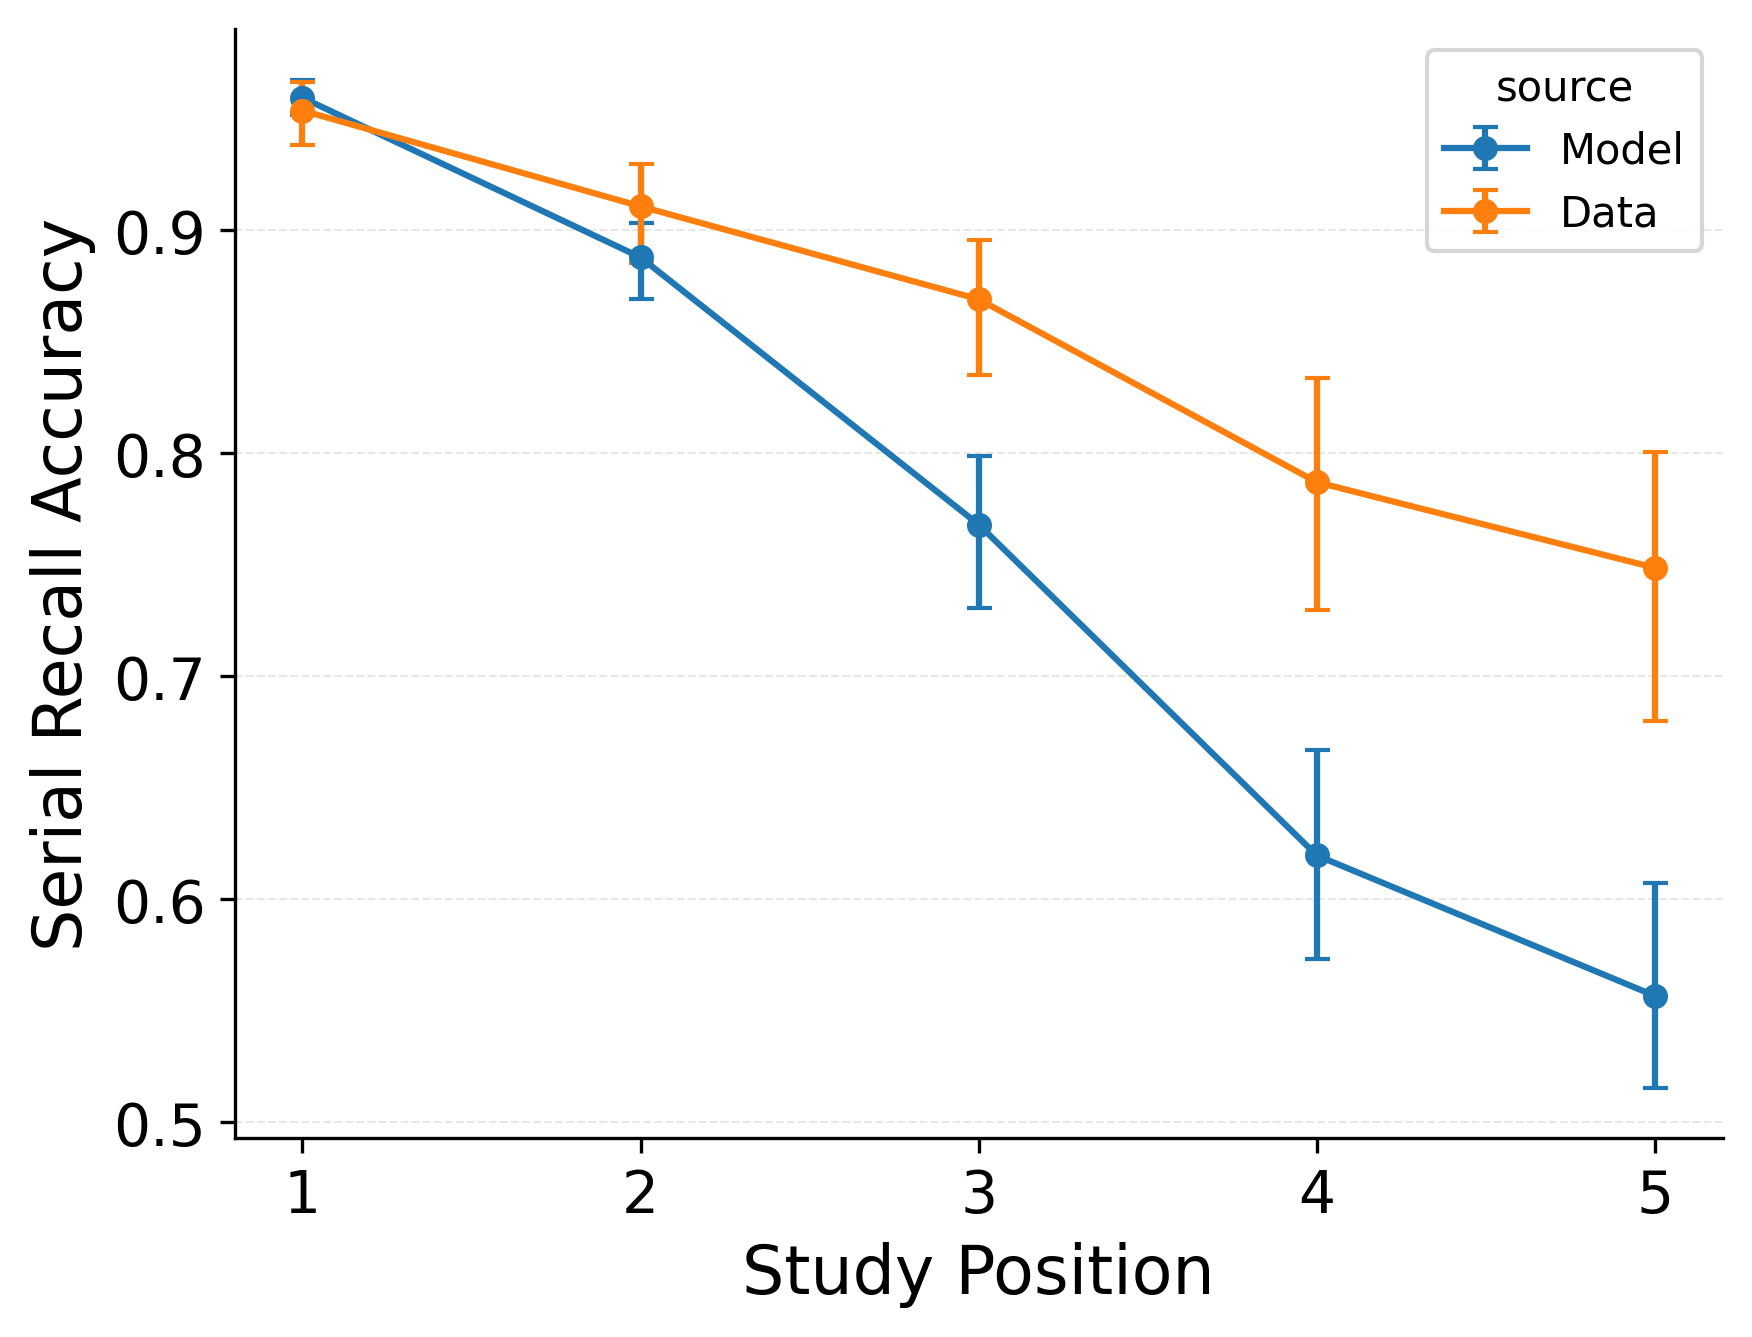 source
Model
Data
Serial Recall Accuracy
0.9
0.8
0.7
0.6
0.5
1 2 3 4 5
Study Position